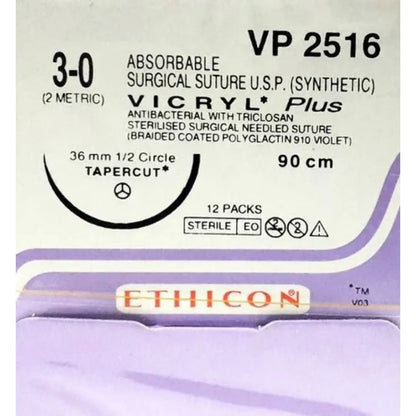 VP 2516
3-0
(2 METRIC)
ABSORBABLE
SURGICAL SUTURE U.S.P. (SYNTHETIC)
VICRYL* Plus
ANTIBACTERIAL WITH TRICLOSAN
STERILISED SURGICAL NEEDLED SUTURE
(BRAIDED COATED POLYGLACTIN 910 VIOLET)
36 mm 1/2 Circle
TAPERCUT*
90 cm
12 PACKS
STERILE EO
ETHICON
*TM
V03